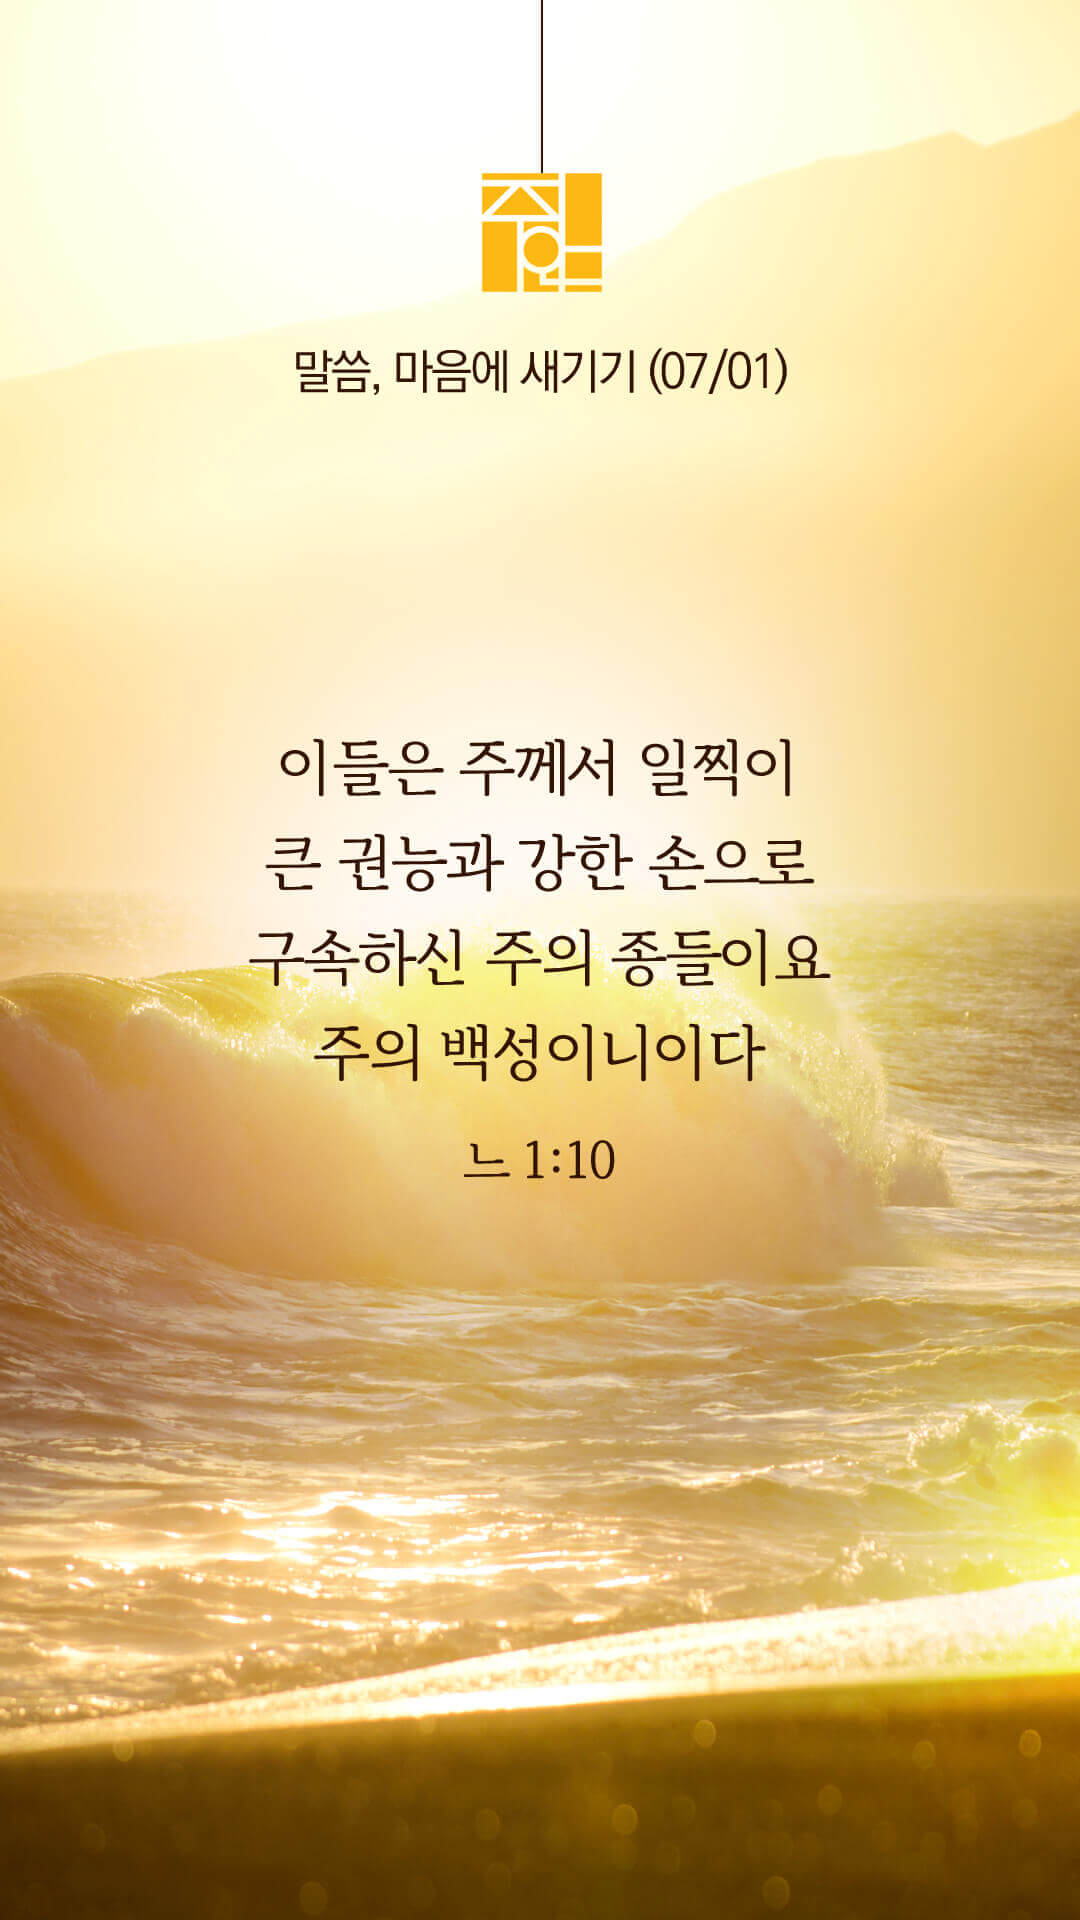 주인
말씀, 마음에 새기기 (07/01)
이들은 주께서 일찍이
큰 권능과 강한 손으로
구속하신 주의 종들이요
주의 백성이니이다
느 1:10